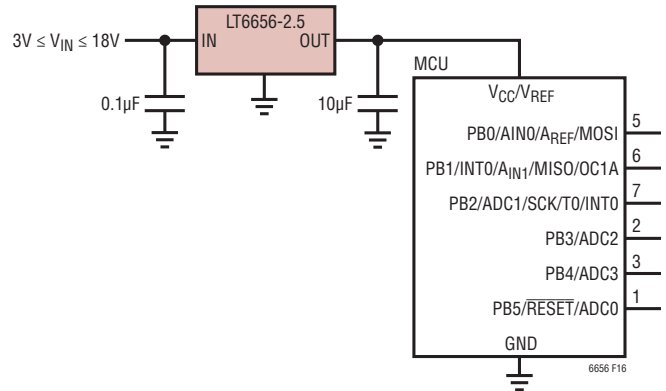 LT6656-2.5
3V ≤ VIN ≤ 18V
IN
OUT
0.1µF
10µF
MCU
VCC/VREF
PB0/AIN0/AREF/MOSI
5
PB1/INT0/AIN1/MISO/OC1A
6
PB2/ADC1/SCK/T0/INT0
7
PB3/ADC2
2
PB4/ADC3
3
PB5/RESET/ADC0
1
GND
6656 F16